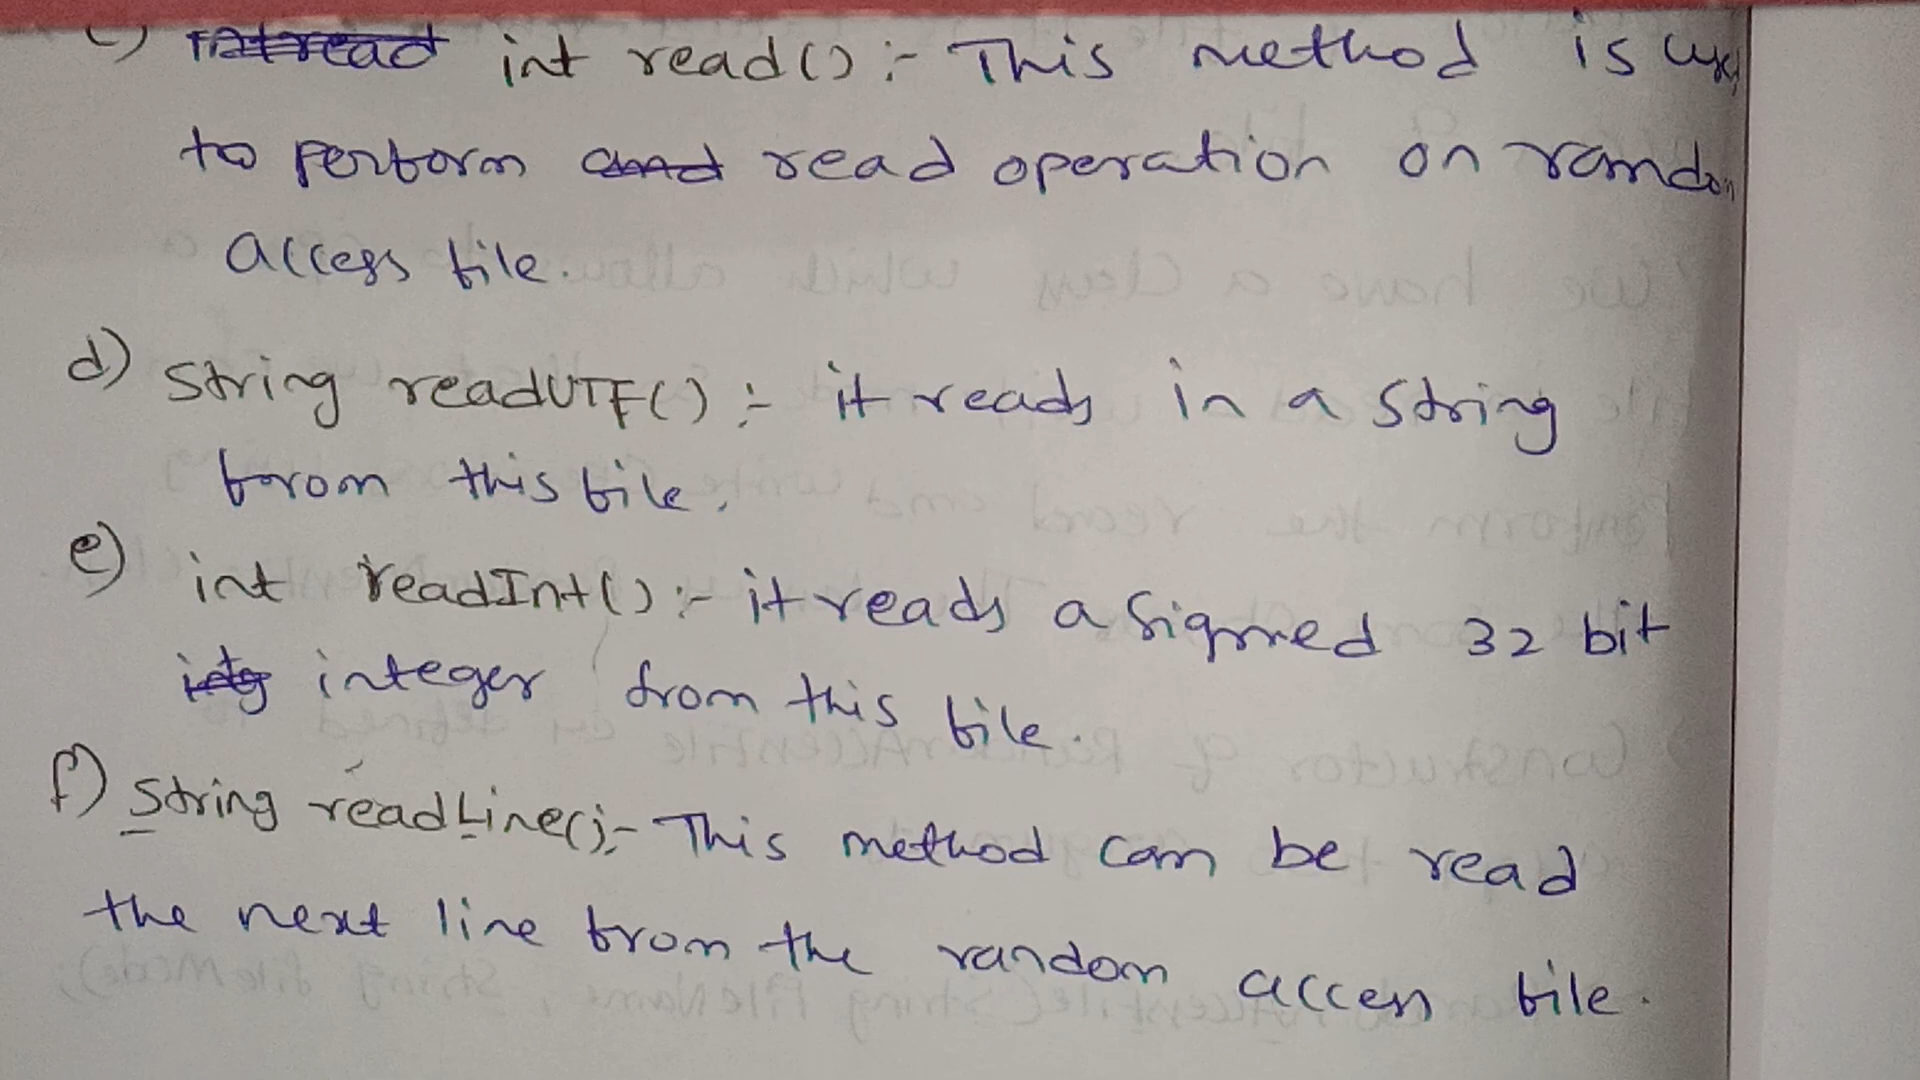 c) int read() :- This method is used
to perform read operation on random
access file.
d) String readUTF() :- it reads in a string
from this file.
e) int readInt() :- it reads a signed 32 bit
integer from this file.
f) String readLine();- This method can be read
the next line from the random access file.